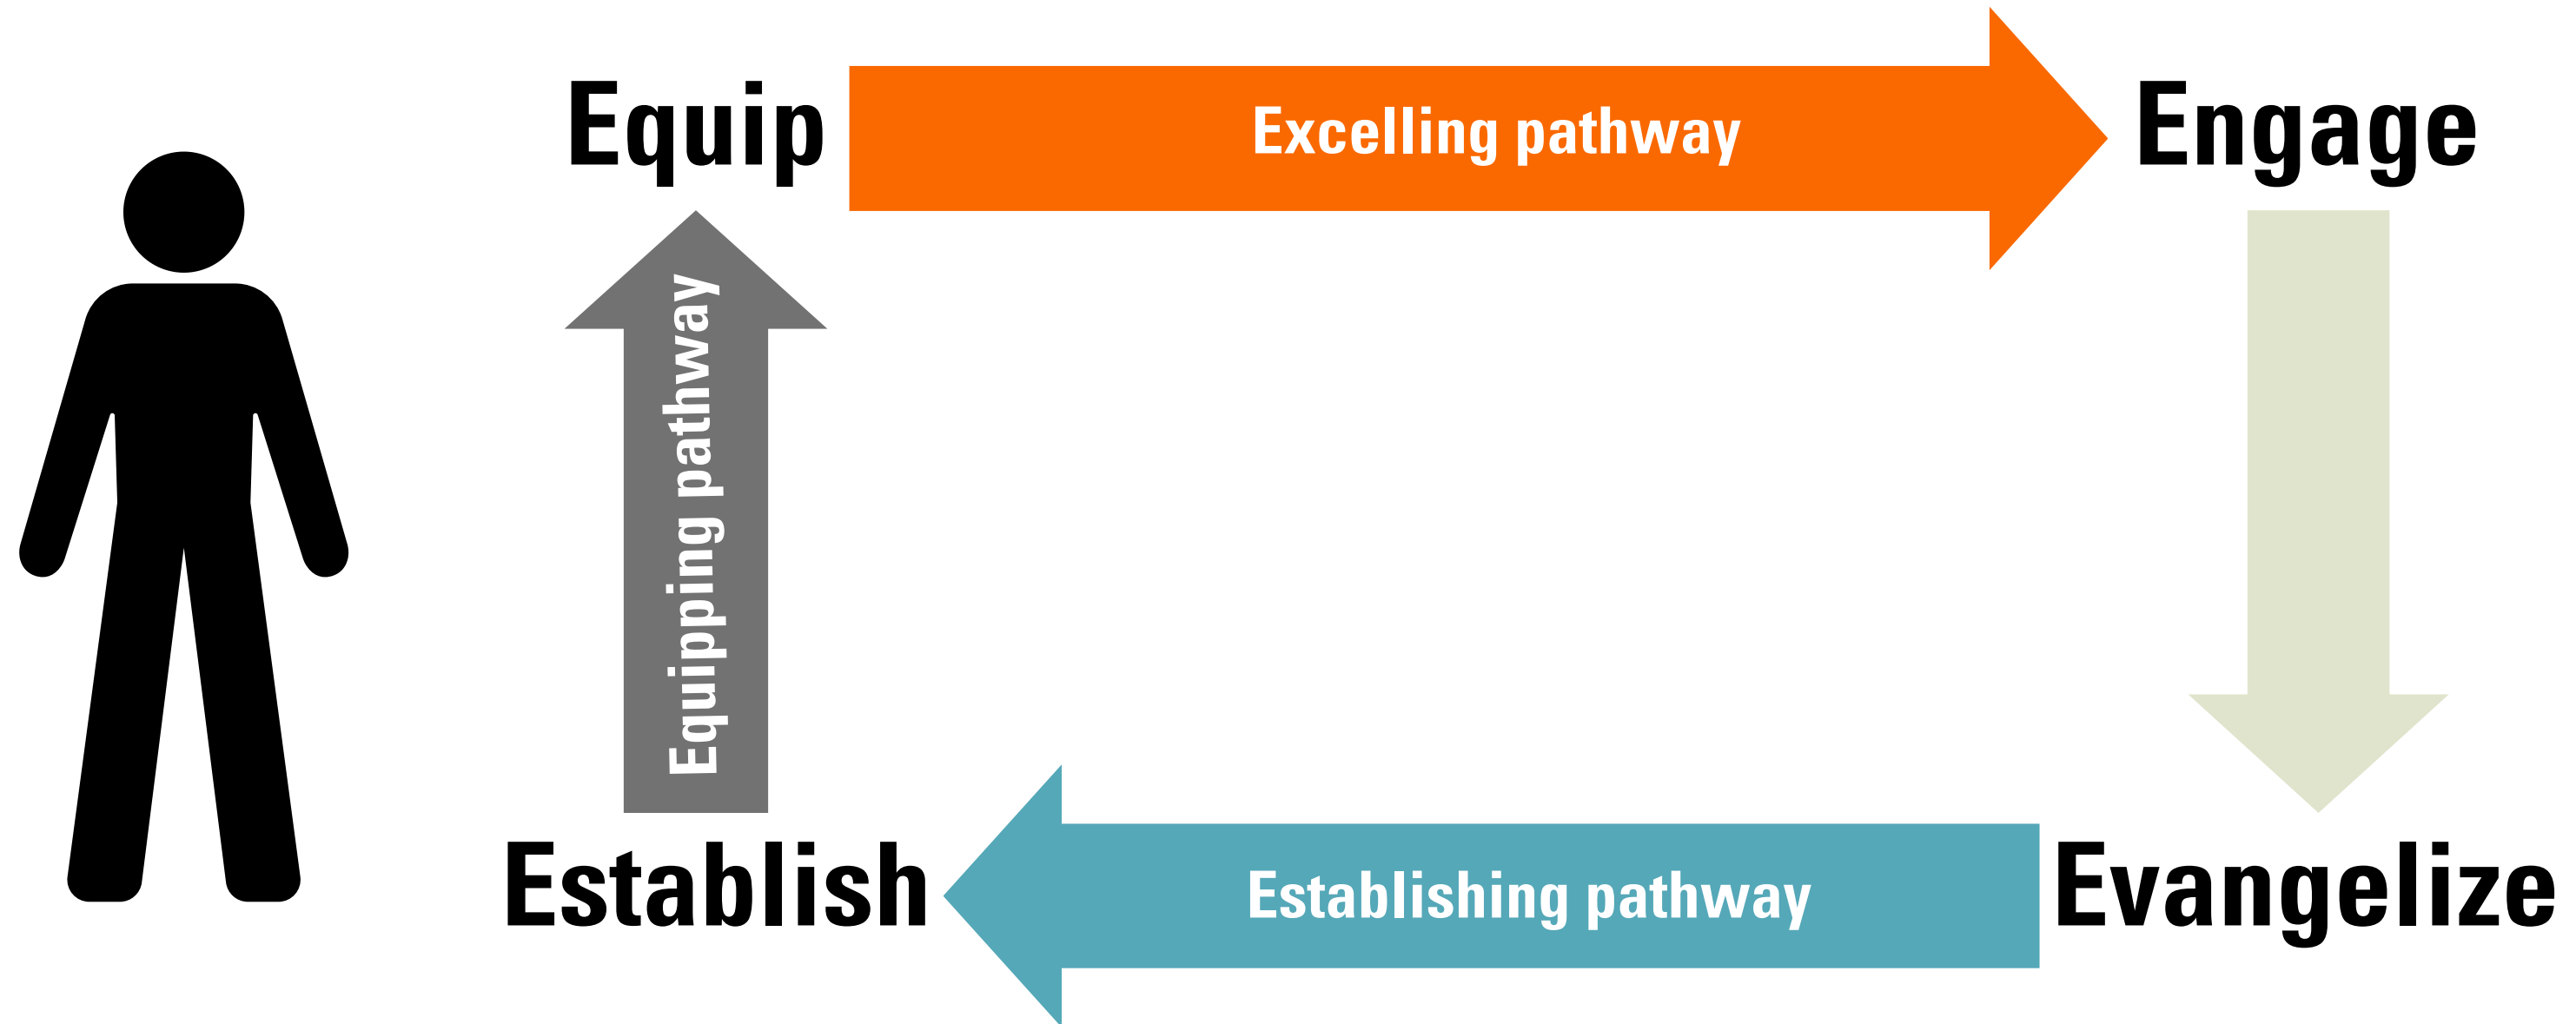 Equip
Excelling pathway
Engage
Equipping pathway
Establish
Establishing pathway
Evangelize